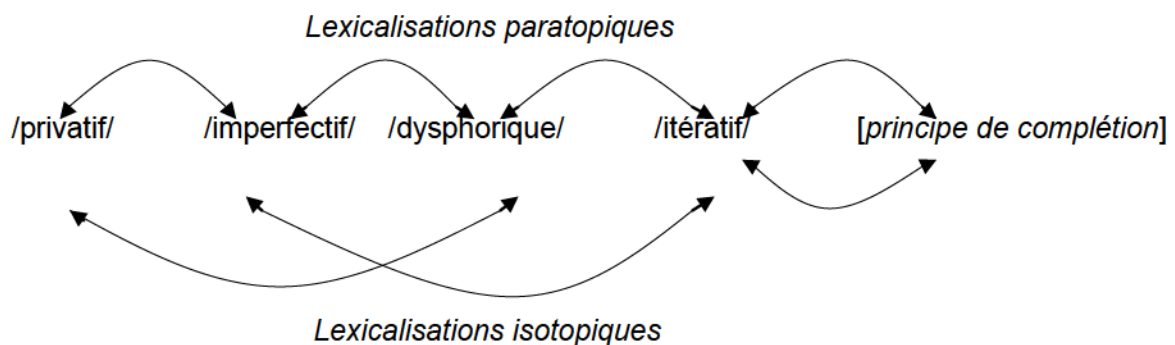 Lexicalisations paratopiques
/privatif/ /imperfectif/ /dysphorique/ /itératif/ [principe de complétion]
Lexicalisations isotopiques